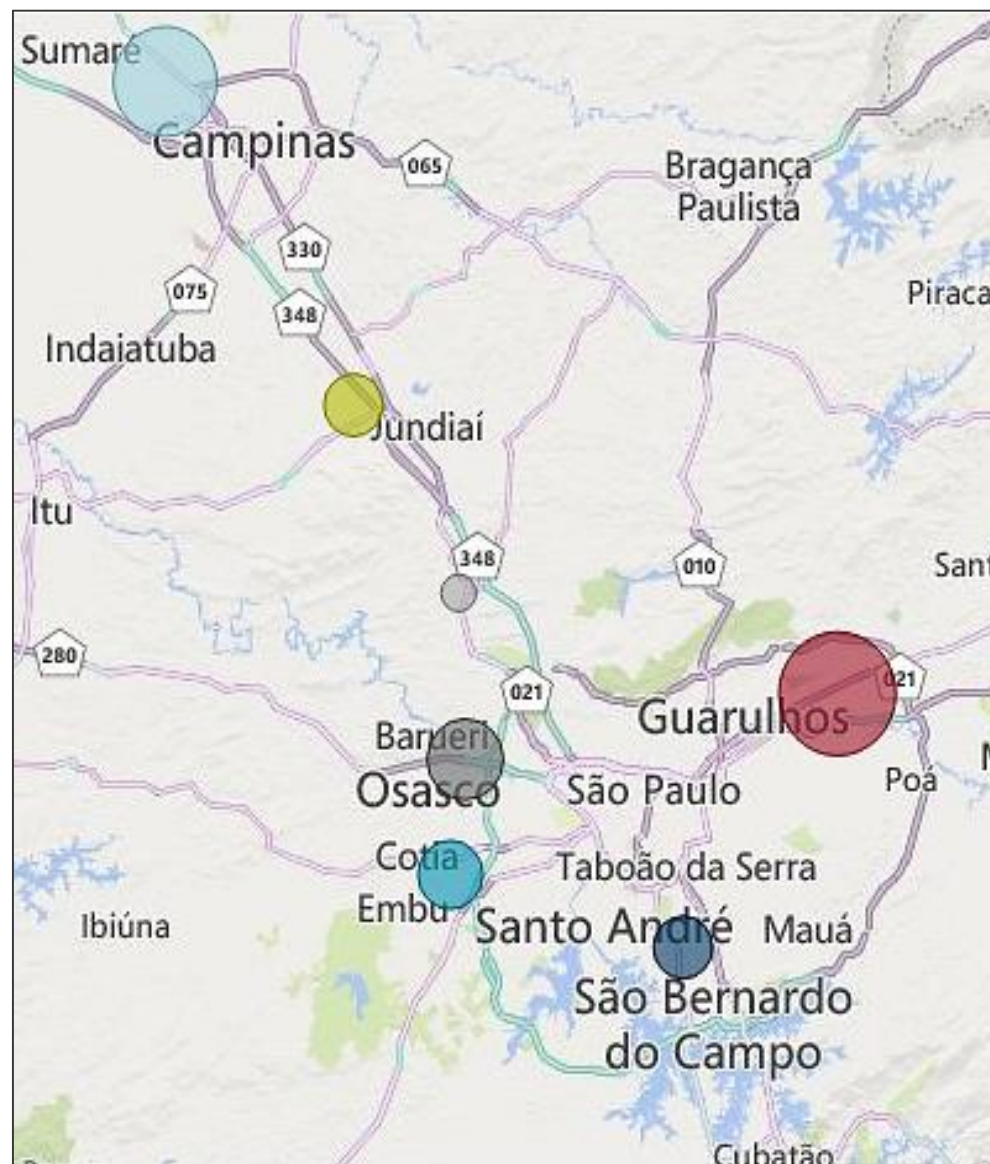 Sumaré
Campinas
065
Bragança
Paulista
330
075
348
Piraca
Indaiatuba
Jundiaí
Itu
348
010
Sant
280
021
021
Guarulhos
Barueri
Osasco
São Paulo
Poá
Cotia
Taboão da Serra
Embu
Ibiúna
Santo André
Mauá
São Bernardo
do Campo
Cubatão